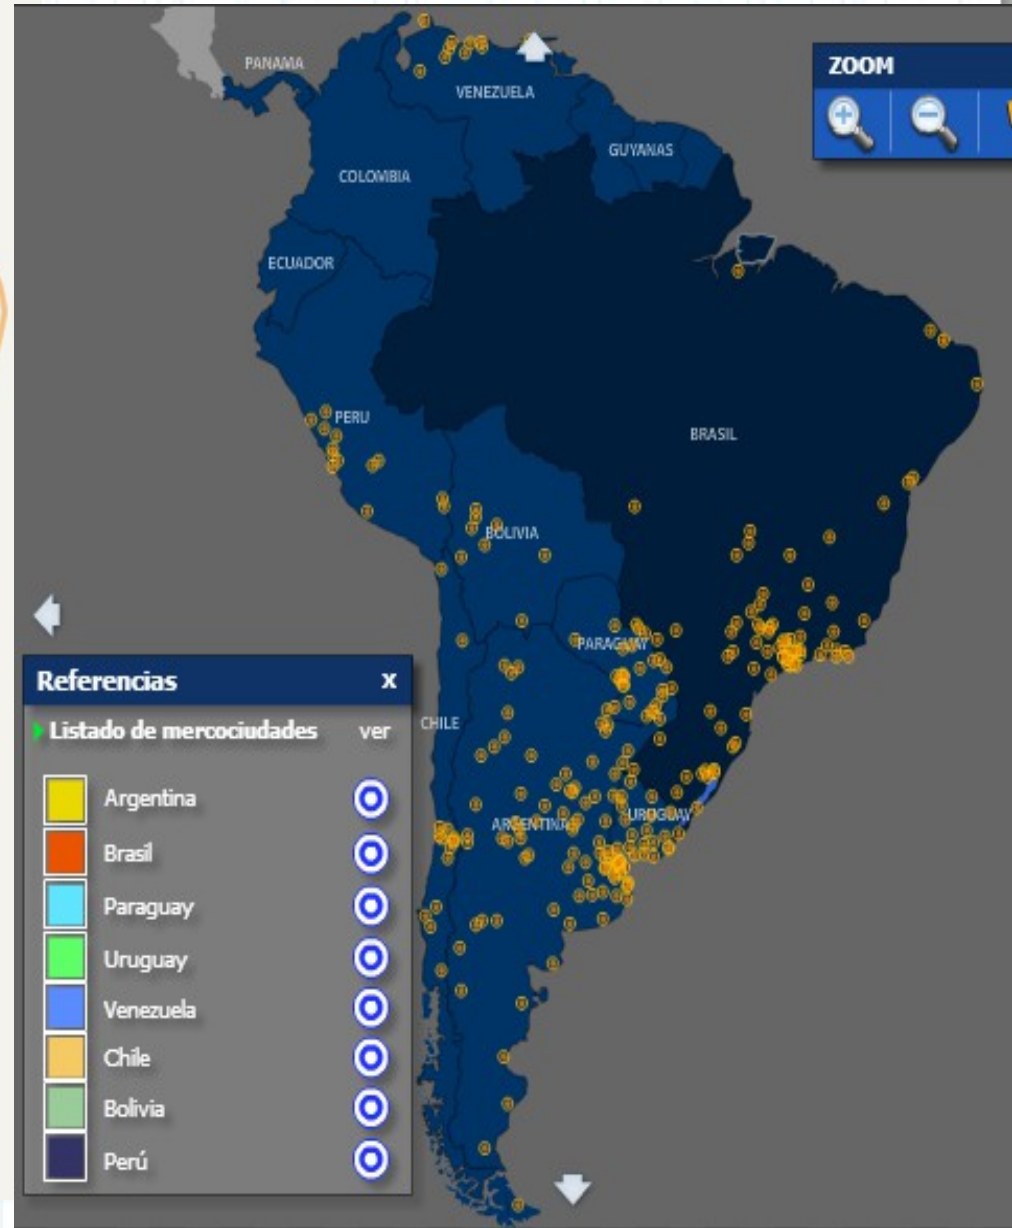 PANAMA
VENEZUELA
ZOOM
GUYANAS
COLOMBIA
ECUADOR
PERU
BRASIL
BOLIVIA
PARAGUAY
CHILE
ARGENTINA
URUGUAY
Referencias x
Listado de mercociudades ver
Argentina
Brasil
Paraguay
Uruguay
Venezuela
Chile
Bolivia
Perú